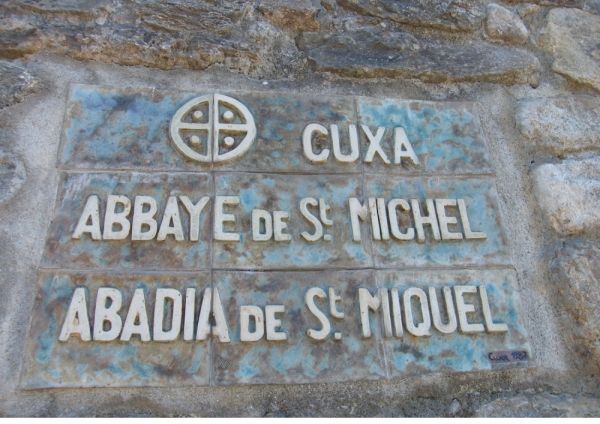 CUXA
ABBAYE DE St. MICHEL
ABADIA DE St. MIQUEL